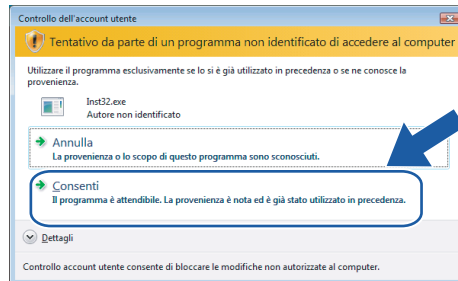 Controllo dell'account utente
Tentativo da parte di un programma non identificato di accedere al computer
Utilizzare il programma esclusivamente se lo si è già utilizzato in precedenza o se ne conosce la
provenienza.
Inst32.exe
Autore non identificato
Annulla
La provenienza o lo scopo di questo programma sono sconosciuti.
Consenti
Il programma è attendibile. La provenienza è nota ed è già stato utilizzato in precedenza.
Dettagli
Controllo account utente consente di bloccare le modifiche non autorizzate al computer.